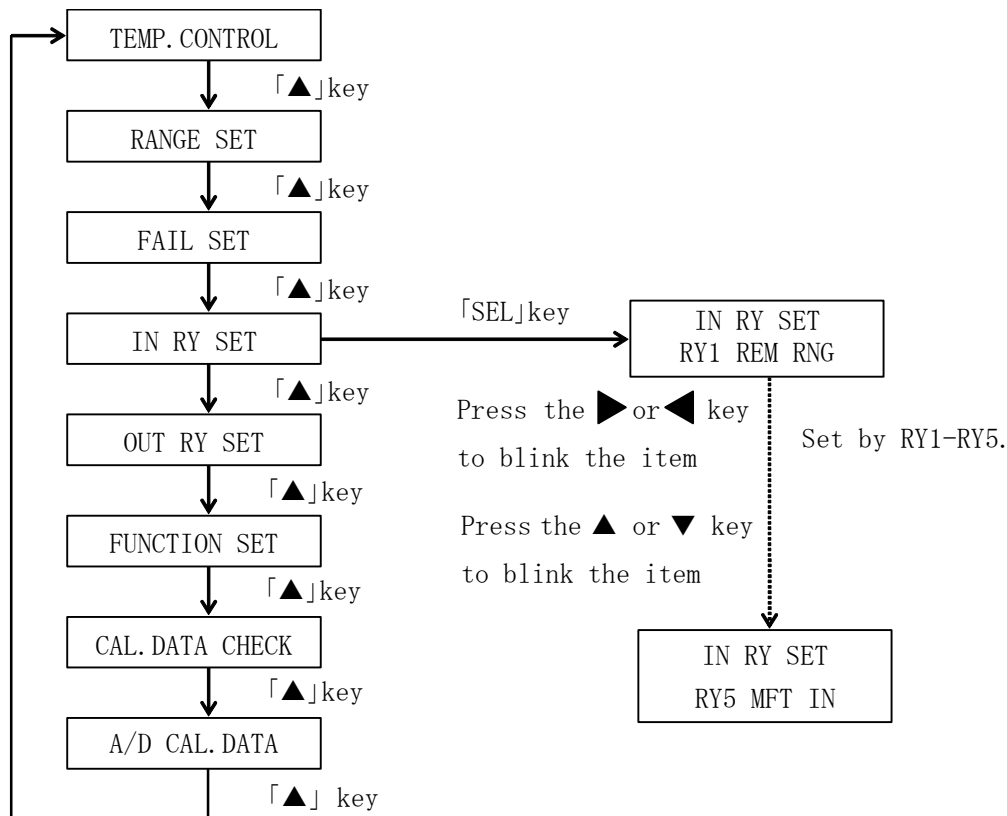 TEMP.CONTROL
「▲」key
RANGE SET
「▲」key
FAIL SET
「▲」key
IN RY SET
「SEL」key
IN RY SET
RY1 REM RNG
「▲」key
Press the ▶ or ◀ key
to blink the item
Set by RY1-RY5.
OUT RY SET
「▲」key
Press the ▲ or ▼ key
to blink the item
FUNCTION SET
「▲」key
CAL.DATA CHECK
IN RY SET
RY5 MFT IN
「▲」key
A/D CAL.DATA
「▲」 key